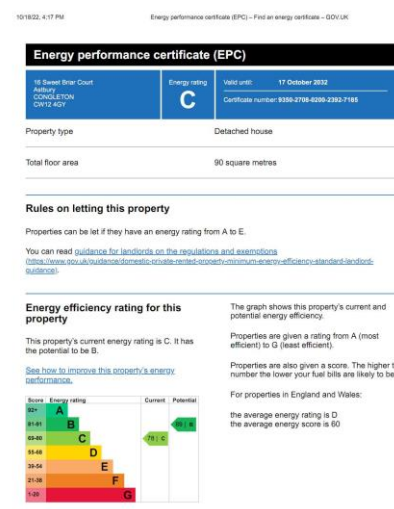 10/18/22, 4:17 PM
Energy performance certificate (EPC) – Find an energy certificate – GOV.UK
Energy performance certificate (EPC)
Sweet Briar Court
Astbury
CONGLETON
CW12 4GY
Energy rating
C
Valid until: 17 October 2032
Certificate number:
Property type
Detached house
Total floor area
90 square metres
Rules on letting this property
Properties can be let if they have an energy rating from A to E.
You can read guidance for landlords on the regulations and exemptions
(https://www.gov.uk/guidance/domestic-private-rented-property-minimum-energy-efficiency-standard-landlord-
guidance).
Energy efficiency rating for this
property
This property's current energy rating is C. It has
the potential to be B.
See how to improve this property's energy
performance.
Score Energy rating Current Potential
92+ A
81-91 B
69-80 C 78 | C
55-68 D
39-54 E
21-38 F
1-20 G
The graph shows this property's current and
potential energy efficiency.
Properties are given a rating from A (most
efficient) to G (least efficient).
Properties are also given a score. The higher
number the lower your fuel bills are likely to be
For properties in England and Wales:
the average energy rating is D
the average energy score is 60